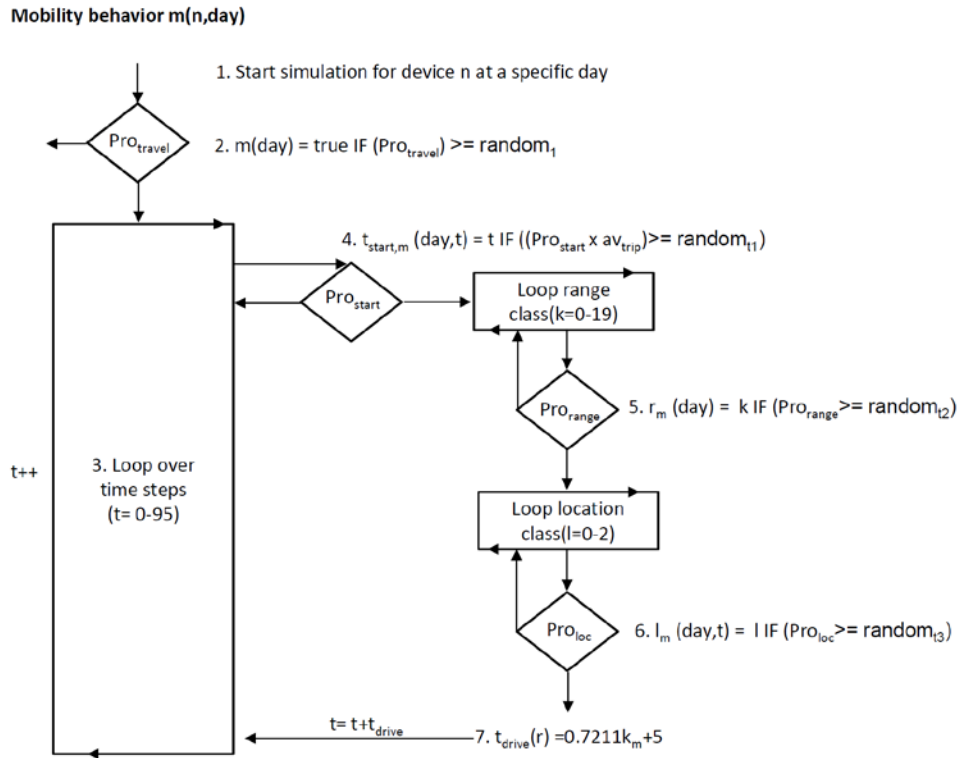 Mobility behavior m(n,day)
1. Start simulation for device n at a specific day
Pro_travel
2. m(day) = true IF (Pro_travel) >= random_1
4. t_start,m (day,t) = t IF ((Pro_start x av_trip)>= random_t1)
Pro_start
Loop range
class(k=0-19)
Pro_range
5. r_m (day) = k IF (Pro_range>= random_t2)
t++
3. Loop over
time steps
(t= 0-95)
Loop location
class(l=0-2)
Pro_loc
6. l_m (day,t) = l IF (Pro_loc>= random_t3)
t= t+t_drive
7. t_drive(r) =0.7211k_m+5